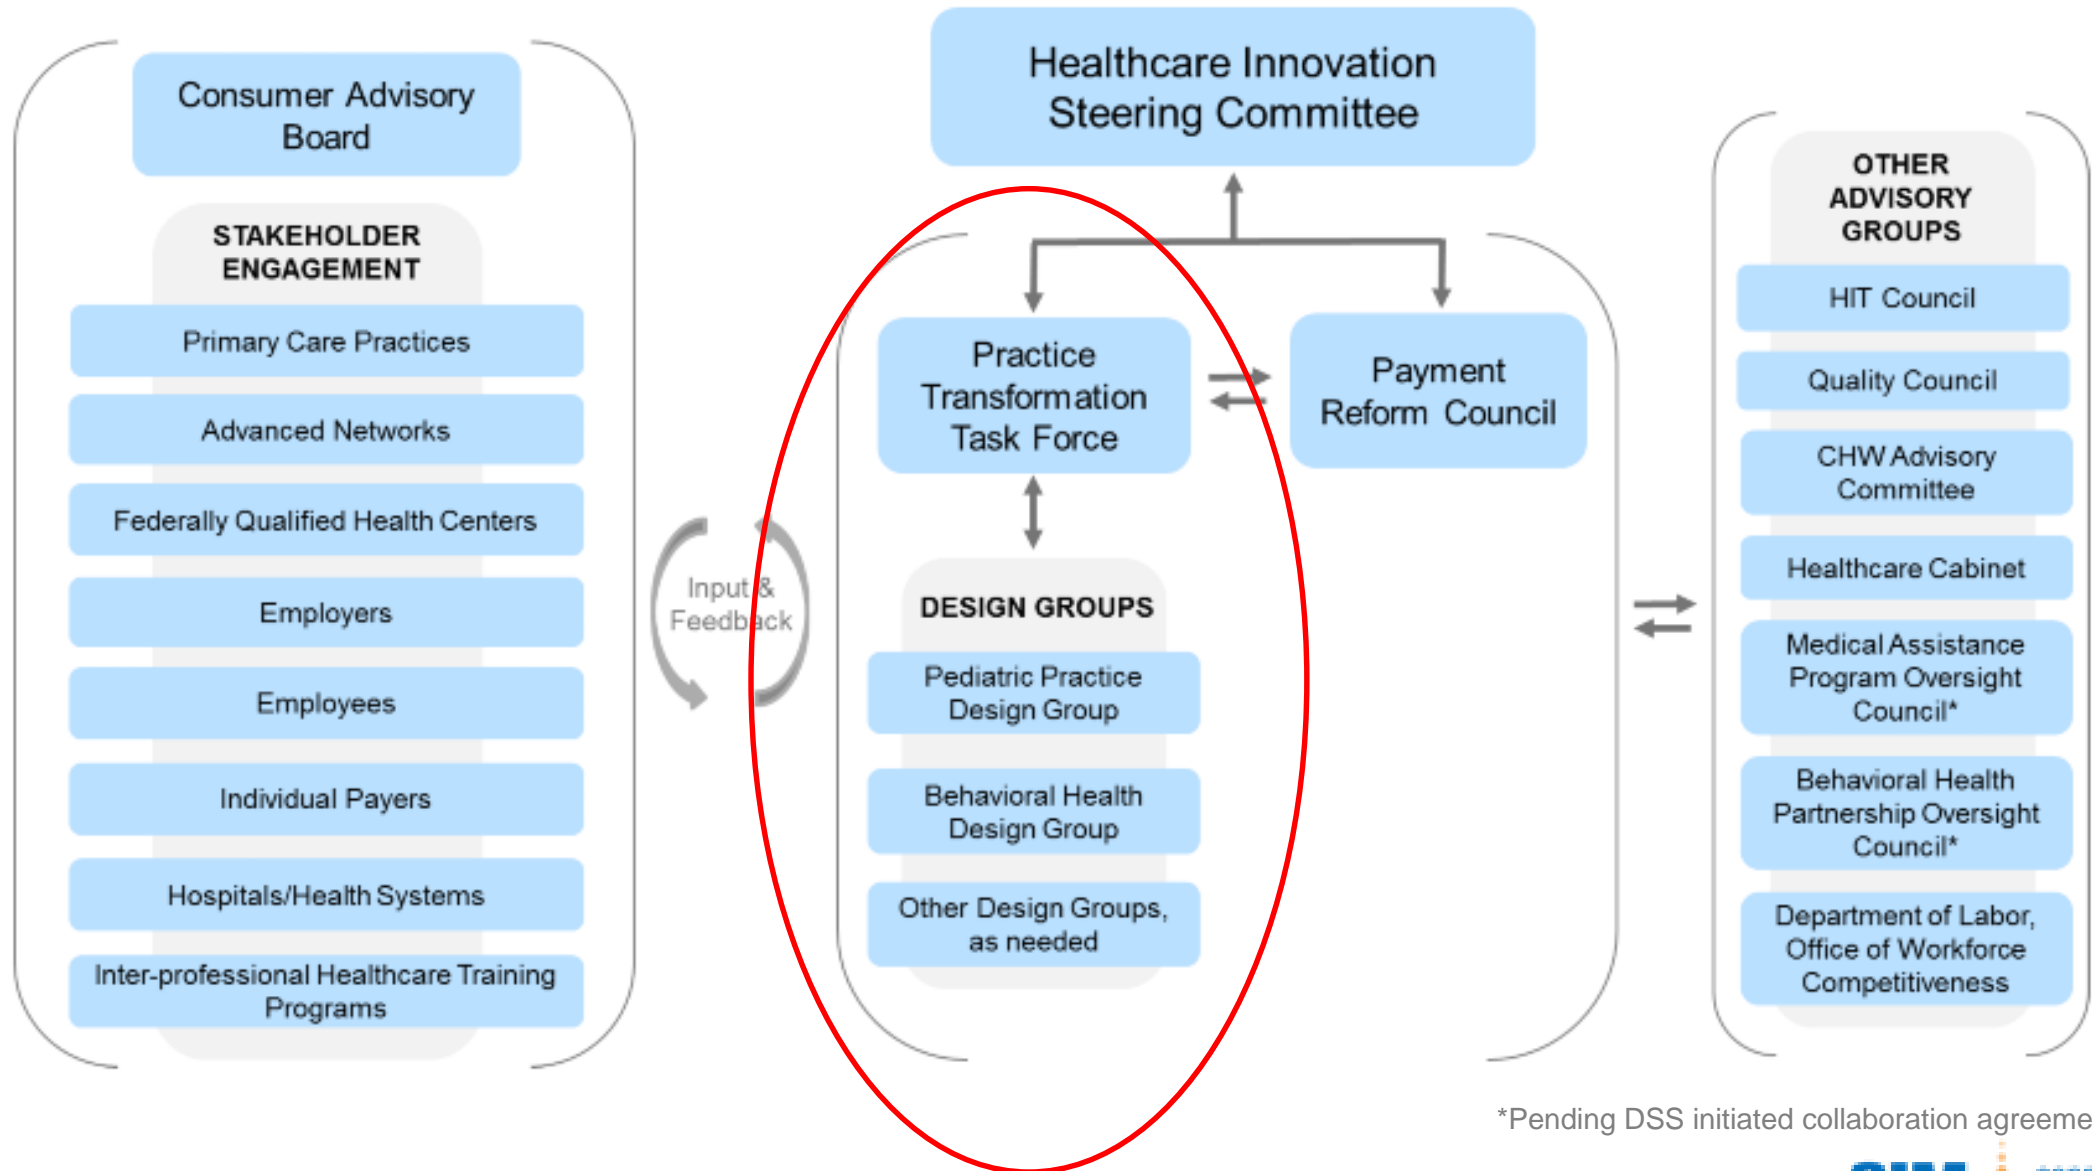 Consumer Advisory
Board
STAKEHOLDER
ENGAGEMENT
Primary Care Practices
Advanced Networks
Federally Qualified Health Centers
Employers
Employees
Individual Payers
Hospitals/Health Systems
Inter-professional Healthcare Training
Programs
Input &
Feedback
Healthcare Innovation
Steering Committee
Practice
Transformation
Task Force
Payment
Reform Council
DESIGN GROUPS
Pediatric Practice
Design Group
Behavioral Health
Design Group
Other Design Groups,
as needed
OTHER
ADVISORY
GROUPS
HIT Council
Quality Council
CHW Advisory
Committee
Healthcare Cabinet
Medical Assistance
Program Oversight
Council*
Behavioral Health
Partnership Oversight
Council*
Department of Labor,
Office of Workforce
Competitiveness
*Pending DSS initiated collaboration agreeme